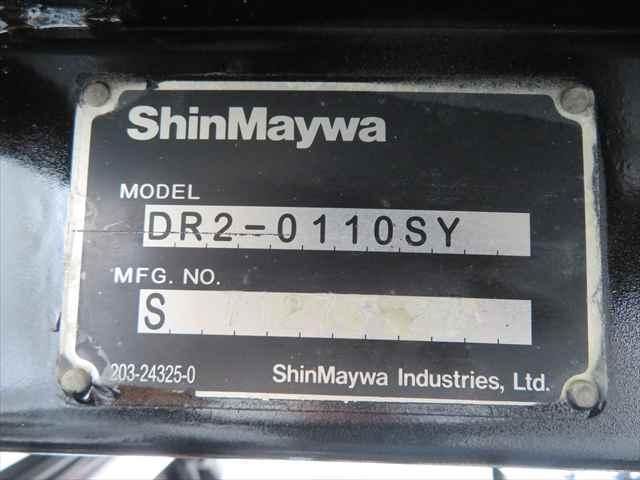 ShinMaywa
MODEL
DR2-0110SY
MFG. NO.
S
203-24325-0 ShinMaywa Industries, Ltd.